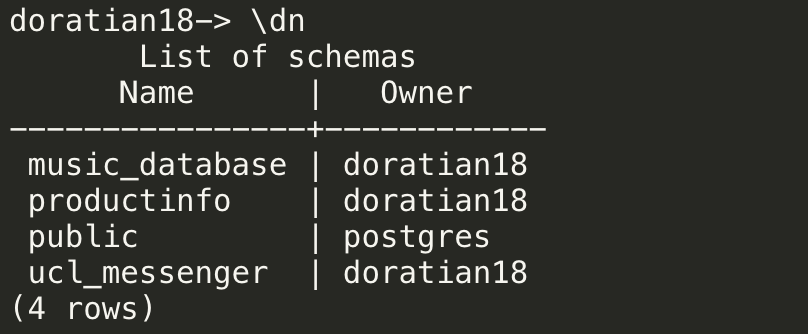 doratian18-> \dn
        List of schemas
      Name      |   Owner
----------------+------------
 music_database | doratian18
 productinfo    | doratian18
 public         | postgres
 ucl_messenger  | doratian18
(4 rows)